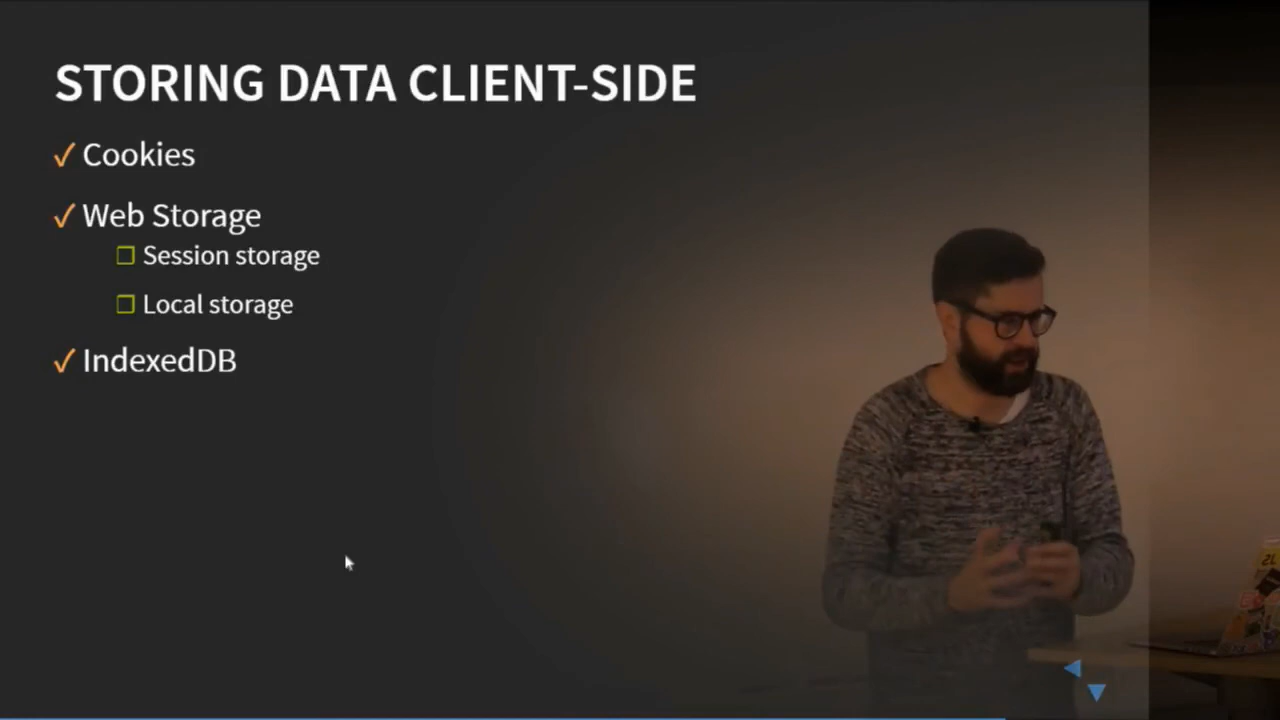 STORING DATA CLIENT-SIDE
✓ Cookies
✓ Web Storage
❒ Session storage
❒ Local storage
✓ IndexedDB